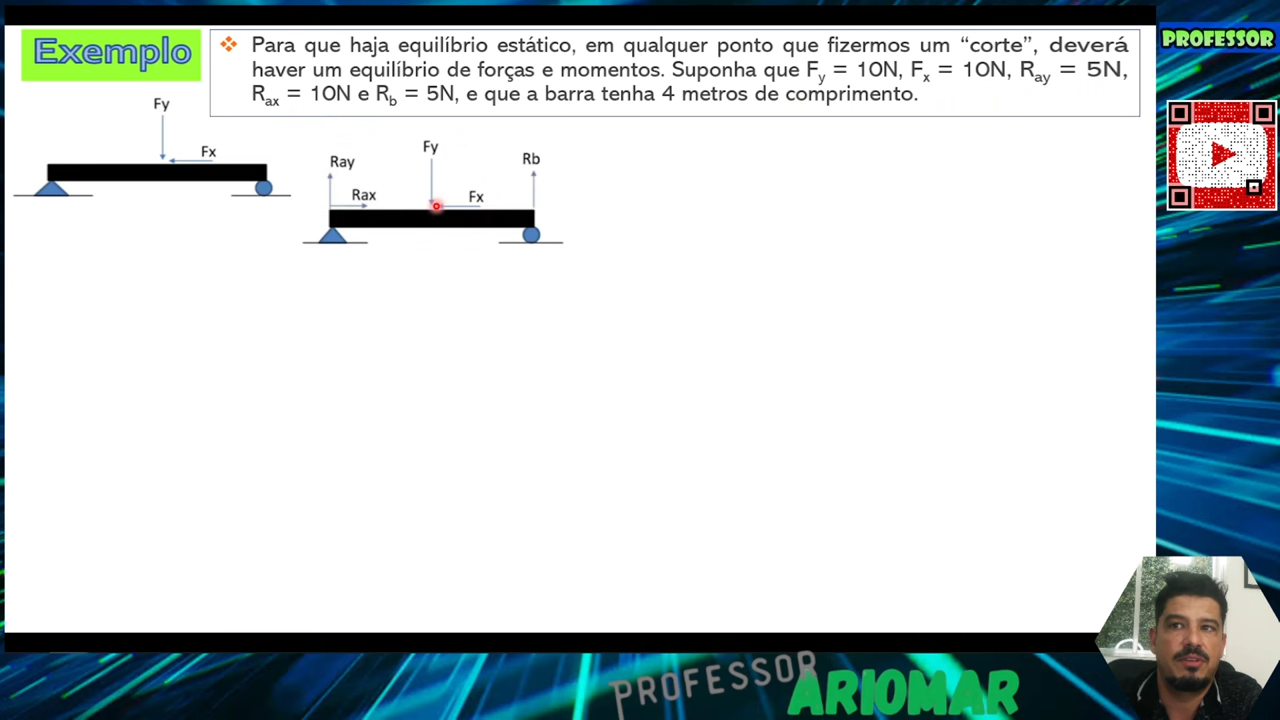 Exemplo
❖ Para que haja equilíbrio estático, em qualquer ponto que fizermos um “corte”, deverá
haver um equilíbrio de forças e momentos. Suponha que Fy = 10N, Fx = 10N, Ray = 5N,
Rax = 10N e Rb = 5N, e que a barra tenha 4 metros de comprimento.
PROFESSOR
Fy
Fx
Ray
Rax
Fy
Fx
Rb
PROFESSOR
ARIOMAR